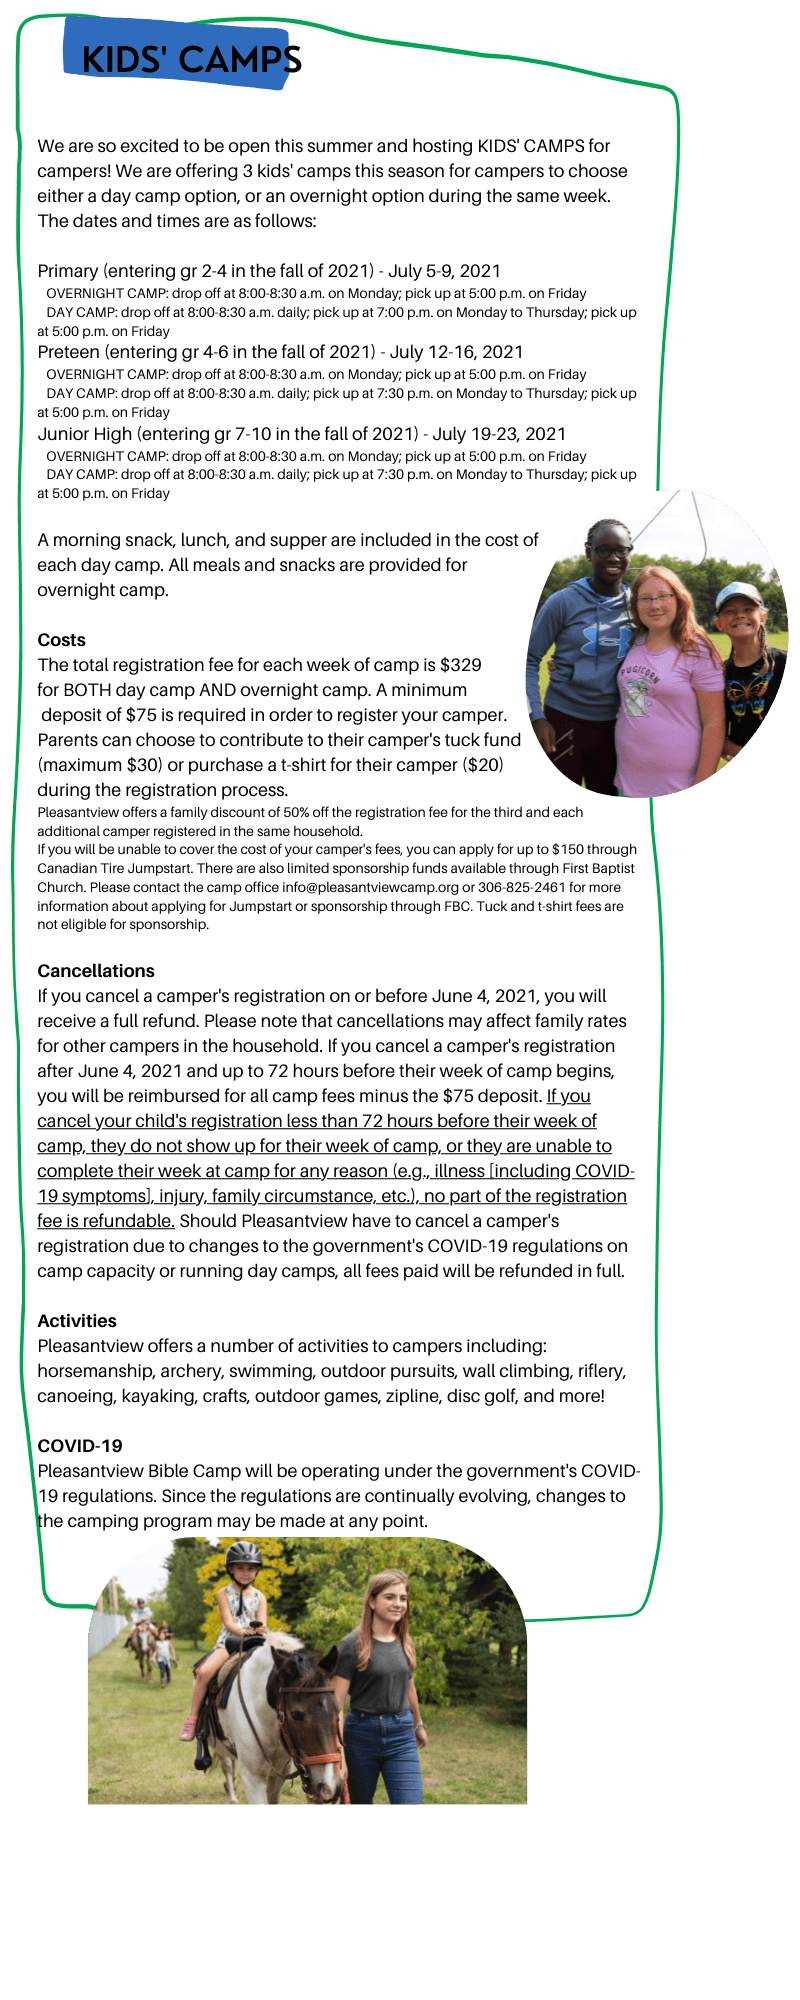 KIDS' CAMPS
We are so excited to be open this summer and hosting KIDS' CAMPS for
campers! We are offering 3 kids' camps this season for campers to choose
either a day camp option, or an overnight option during the same week.
The dates and times are as follows:
Primary (entering gr 2-4 in the fall of 2021) - July 5-9, 2021
OVERNIGHT CAMP: drop off at 8:00-8:30 a.m. on Monday; pick up at 5:00 p.m. on Friday
DAY CAMP: drop off at 8:00-8:30 a.m. daily; pick up at 7:00 p.m. on Monday to Thursday; pick up
at 5:00 p.m. on Friday
Preteen (entering gr 4-6 in the fall of 2021) - July 12-16, 2021
OVERNIGHT CAMP: drop off at 8:00-8:30 a.m. on Monday; pick up at 5:00 p.m. on Friday
DAY CAMP: drop off at 8:00-8:30 a.m. daily; pick up at 7:30 p.m. on Monday to Thursday; pick up
at 5:00 p.m. on Friday
Junior High (entering gr 7-10 in the fall of 2021) - July 19-23, 2021
OVERNIGHT CAMP: drop off at 8:00-8:30 a.m. on Monday; pick up at 5:00 p.m. on Friday
DAY CAMP: drop off at 8:00-8:30 a.m. daily; pick up at 7:30 p.m. on Monday to Thursday; pick up
at 5:00 p.m. on Friday
A morning snack, lunch, and supper are included in the cost of
each day camp. All meals and snacks are provided for
overnight camp.
Costs
The total registration fee for each week of camp is $329
for BOTH day camp AND overnight camp. A minimum
deposit of $75 is required in order to register your camper.
Parents can choose to contribute to their camper's tuck fund
(maximum $30) or purchase a t-shirt for their camper ($20)
during the registration process.
Pleasantview offers a family discount of 50% off the registration fee for the third and each
additional camper registered in the same household.
If you will be unable to cover the cost of your camper's fees, you can apply for up to $150 through
Canadian Tire Jumpstart. There are also limited sponsorship funds available through First Baptist
Church. Please contact the camp office info@pleasantviewcamp.org or 306-825-2461 for more
information about applying for Jumpstart or sponsorship through FBC. Tuck and t-shirt fees are
not eligible for sponsorship.
PUGICORN
Cancellations
If you cancel a camper's registration on or before June 4, 2021, you will
receive a full refund. Please note that cancellations may affect family rates
for other campers in the household. If you cancel a camper's registration
after June 4, 2021 and up to 72 hours before their week of camp begins,
you will be reimbursed for all camp fees minus the $75 deposit. If you
cancel your child's registration less than 72 hours before their week of
camp, they do not show up for their week of camp, or they are unable to
complete their week at camp for any reason (e.g., illness [including COVID-
19 symptoms], injury, family circumstance, etc.), no part of the registration
fee is refundable. Should Pleasantview have to cancel a camper's
registration due to changes to the government's COVID-19 regulations on
camp capacity or running day camps, all fees paid will be refunded in full.
Activities
Pleasantview offers a number of activities to campers including:
horsemanship, archery, swimming, outdoor pursuits, wall climbing, riflery,
canoeing, kayaking, crafts, outdoor games, zipline, disc golf, and more!
COVID-19
Pleasantview Bible Camp will be operating under the government's COVID-
19 regulations. Since the regulations are continually evolving, changes to
the camping program may be made at any point.